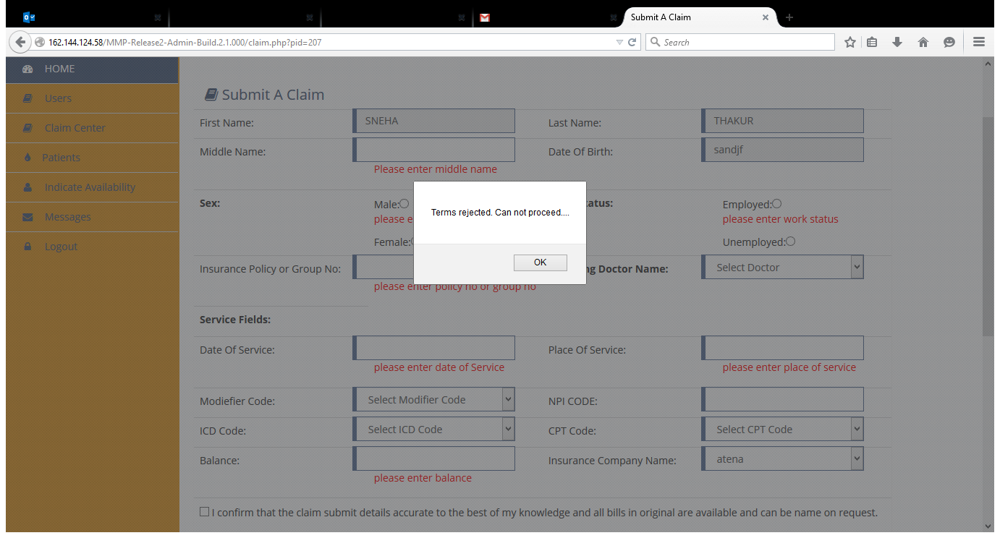 Submit A Claim
162.144.124.58/MMP-Release2-Admin-Build.2.1.000/claim.php?pid=207
Search
HOME
Users
Claim Center
Patients
Indicate Availability
Messages
Logout
Submit A Claim
First Name: SNEHA Last Name: THAKUR
Middle Name: Date Of Birth: sandjf
Please enter middle name
Terms rejected. Can not proceed....
OK
Sex: Male: tatus: Employed:
please e please enter work status
Female: Unemployed:
Insurance Policy or Group No: ng Doctor Name: Select Doctor
please enter policy no or group no
Service Fields:
Date Of Service: Place Of Service:
please enter date of Service please enter place of service
Modiefier Code: Select Modifier Code NPI CODE:
ICD Code: Select ICD Code CPT Code: Select CPT Code
Balance: Insurance Company Name: atena
please enter balance
I confirm that the claim submit details accurate to the best of my knowledge and all bills in original are available and can be name on request.